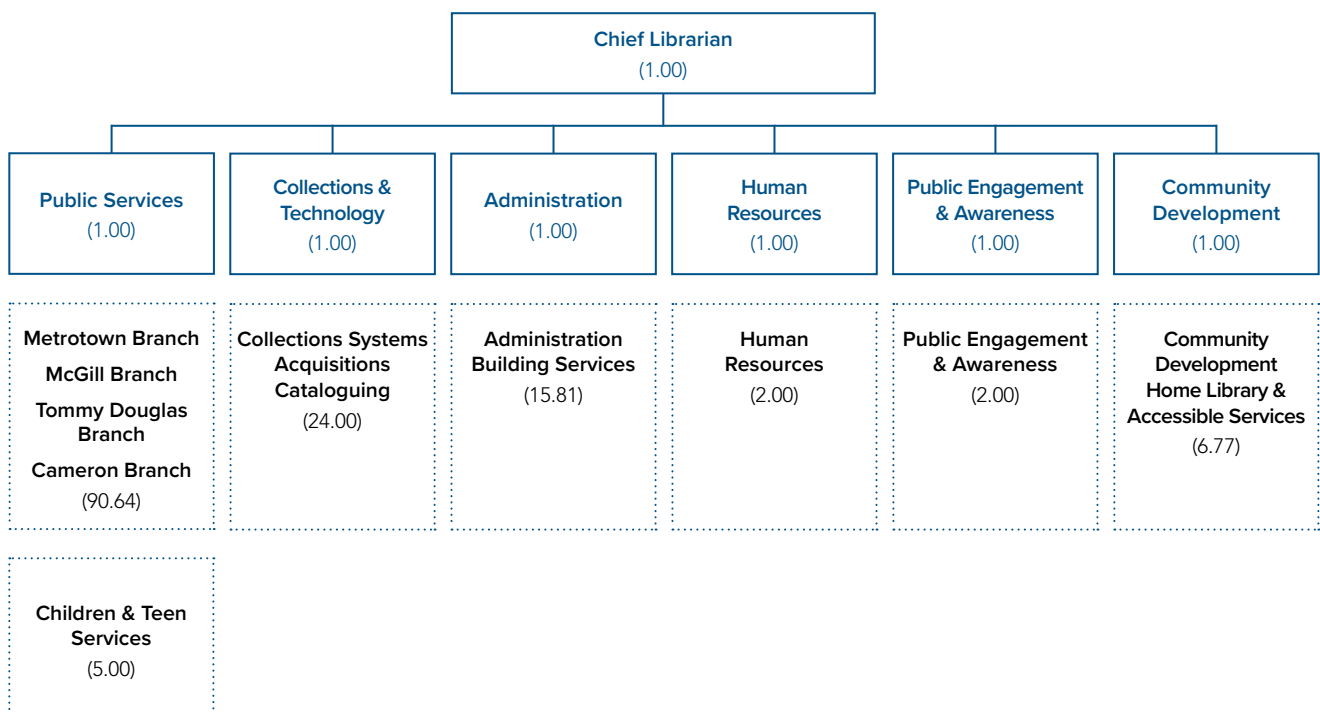 Chief Librarian
(1.00)
Public Services
(1.00)
Collections &
Technology
(1.00)
Administration
(1.00)
Human
Resources
(1.00)
Public Engagement
& Awareness
(1.00)
Community
Development
(1.00)
Metrotown Branch
McGill Branch
Tommy Douglas
Branch
Cameron Branch
(90.64)
Collections Systems
Acquisitions
Cataloguing
(24.00)
Administration
Building Services
(15.81)
Human
Resources
(2.00)
Public Engagement
& Awareness
(2.00)
Community
Development
Home Library &
Accessible Services
(6.77)
Children & Teen
Services
(5.00)